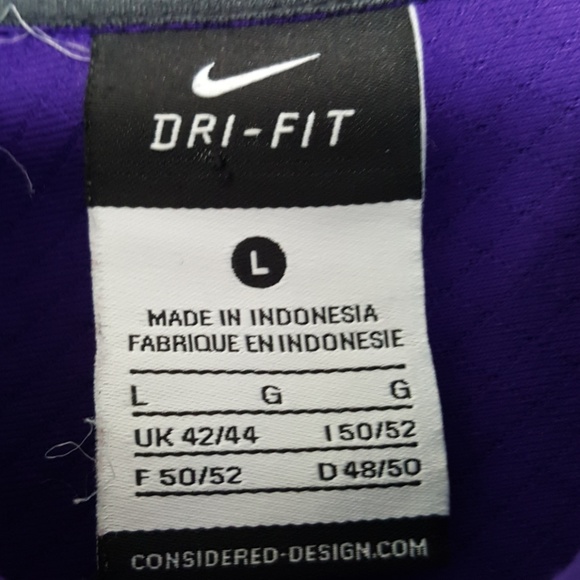 DRI-FIT
L
MADE IN INDONESIA
FABRIQUE EN INDONESIE
L G G
UK 42/44 I 50/52
F 50/52 D 48/50
CONSIDERED-DESIGN.COM